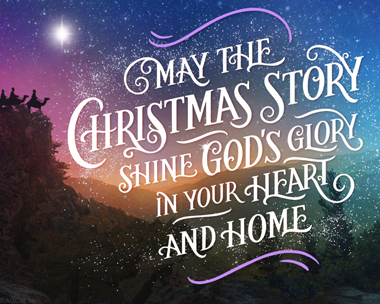 MAY THE
CHRISTMAS STORY
SHINE GOD'S GLORY
IN YOUR HEART
AND HOME